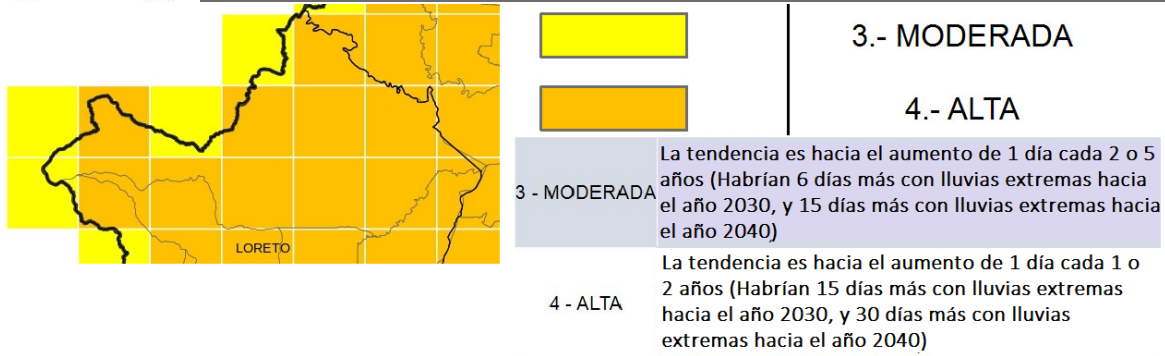 LORETO
3.- MODERADA
4.- ALTA
3 - MODERADA
La tendencia es hacia el aumento de 1 día cada 2 o 5
años (Habrían 6 días más con lluvias extremas hacia
el año 2030, y 15 días más con lluvias extremas hacia
el año 2040)
4 - ALTA
La tendencia es hacia el aumento de 1 día cada 1 o
2 años (Habrían 15 días más con lluvias extremas
hacia el año 2030, y 30 días más con lluvias
extremas hacia el año 2040)